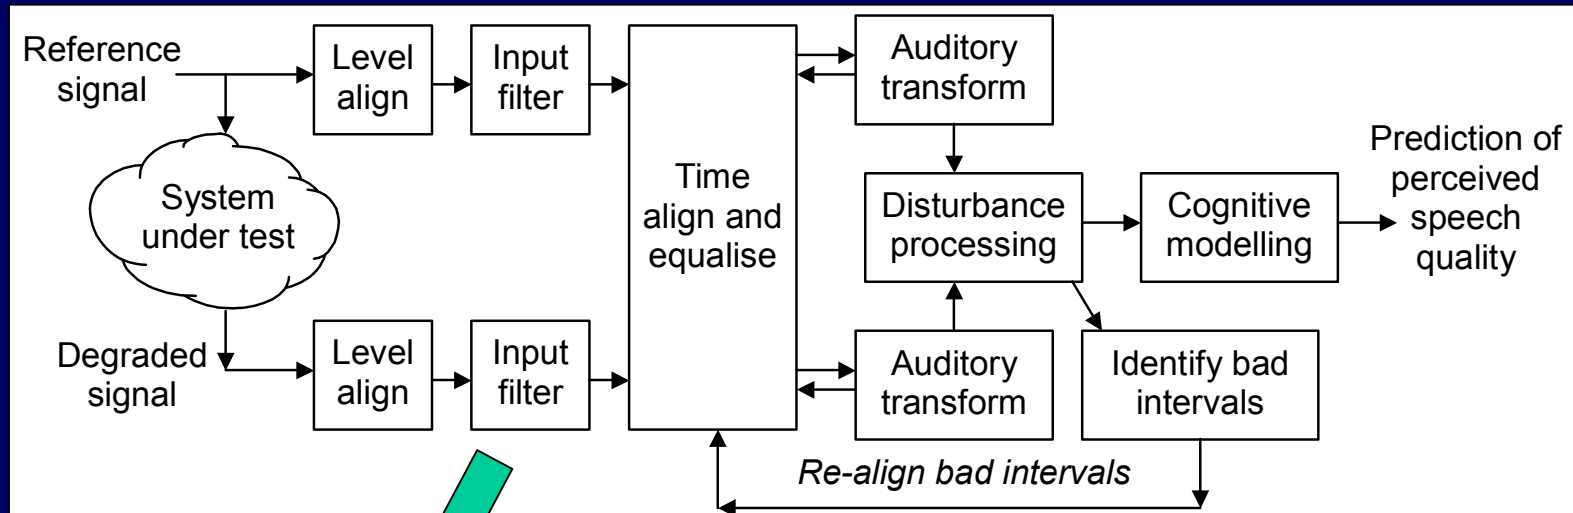 Reference
signal
Level
align
Input
filter
Time
align and
equalise
Auditory
transform
System
under test
Disturbance
processing
Cognitive
modelling
Prediction of
perceived
speech
quality
Degraded
signal
Level
align
Input
filter
Auditory
transform
Identify bad
intervals
Re-align bad intervals